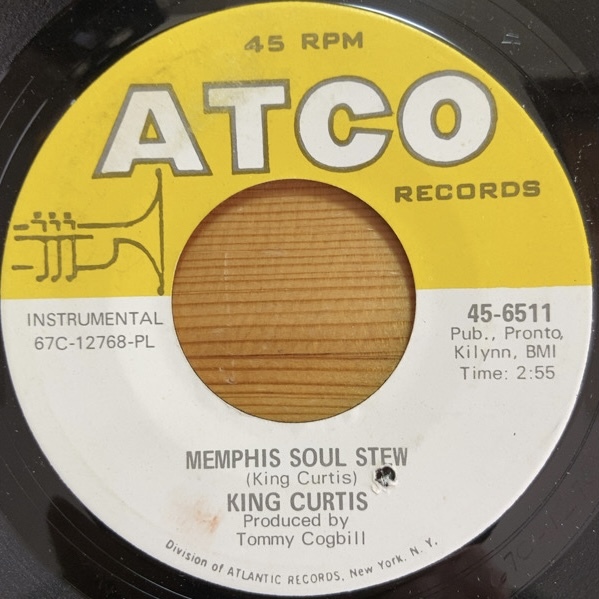 45 RPM
ATCO
RECORDS
INSTRUMENTAL
67C-12768-PL
45-6511
Pub., Pronto,
Kilynn, BMI
Time: 2:55
MEMPHIS SOUL STEW
(King Curtis)
KING CURTIS
Produced by
Tommy Cogbill
Division of ATLANTIC RECORDS, New York, N. Y.